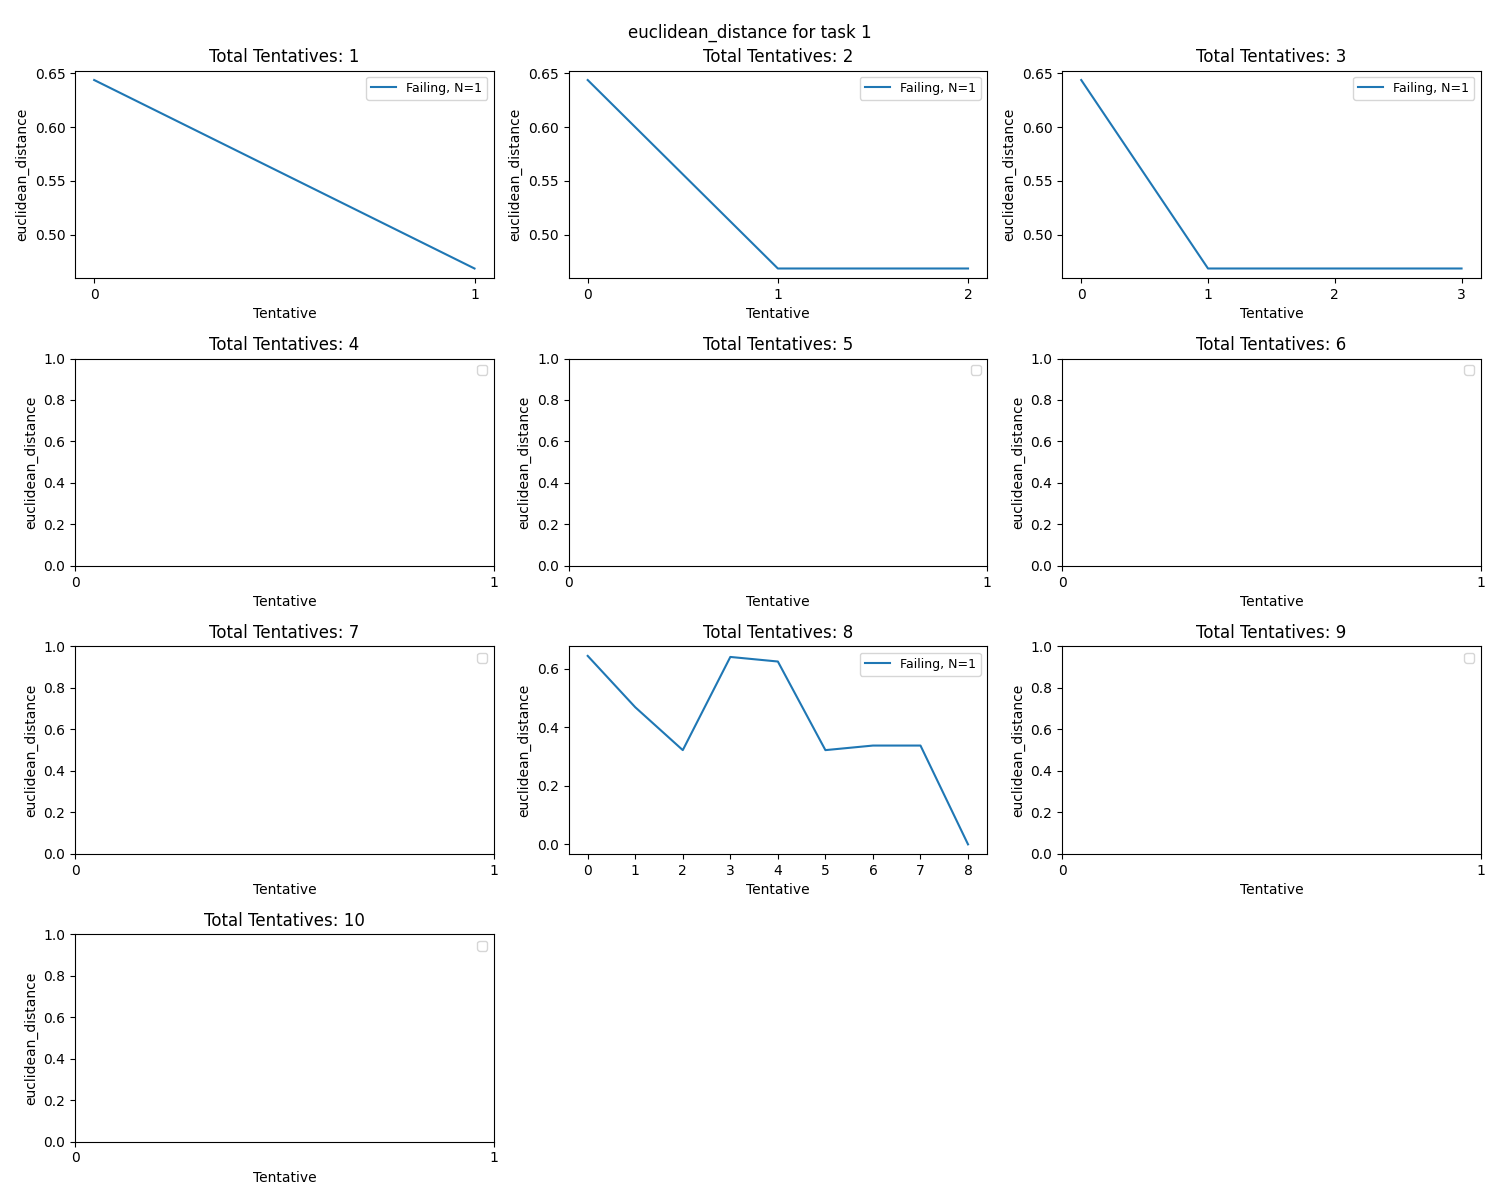 euclidean_distance for task 1
Total Tentatives: 1
Total Tentatives: 2
Total Tentatives: 3
0.65
0.60
0.55
0.50
euclidean_distance
Failing, N=1
0 1
Tentative
0.65
0.60
0.55
0.50
euclidean_distance
Failing, N=1
0 1 2
Tentative
0.65
0.60
0.55
0.50
euclidean_distance
Failing, N=1
0 1 2 3
Tentative
Total Tentatives: 4
1.0
0.8
0.6
0.4
0.2
0.0
euclidean_distance
0 1
Tentative
Total Tentatives: 5
1.0
0.8
0.6
0.4
0.2
0.0
euclidean_distance
0 1
Tentative
Total Tentatives: 6
1.0
0.8
0.6
0.4
0.2
0.0
euclidean_distance
0 1
Tentative
Total Tentatives: 7
1.0
0.8
0.6
0.4
0.2
0.0
euclidean_distance
0 1
Tentative
Total Tentatives: 8
0.6
0.4
0.2
0.0
euclidean_distance
Failing, N=1
0 1 2 3 4 5 6 7 8
Tentative
Total Tentatives: 9
1.0
0.8
0.6
0.4
0.2
0.0
euclidean_distance
0 1
Tentative
Total Tentatives: 10
1.0
0.8
0.6
0.4
0.2
0.0
euclidean_distance
0 1
Tentative